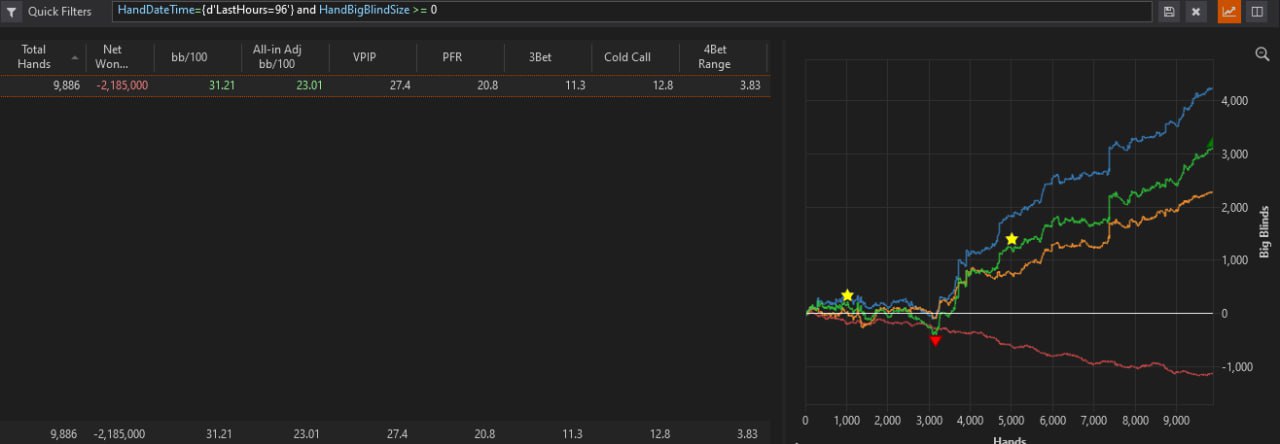 Quick Filters
HandDateTime={d'LastHours=96'} and HandBigBlindSize >= 0
Total Hands
Net Won...
bb/100
All-in Adj bb/100
VPIP
PFR
3Bet
Cold Call
4Bet Range
9,886 -2,185,000 31.21 23.01 27.4 20.8 11.3 12.8 3.83
9,886 -2,185,000 31.21 23.01 27.4 20.8 11.3 12.8 3.83
4,000
3,000
2,000
1,000
0
-1,000
Big Blinds
0 1,000 2,000 3,000 4,000 5,000 6,000 7,000 8,000 9,000
Hands